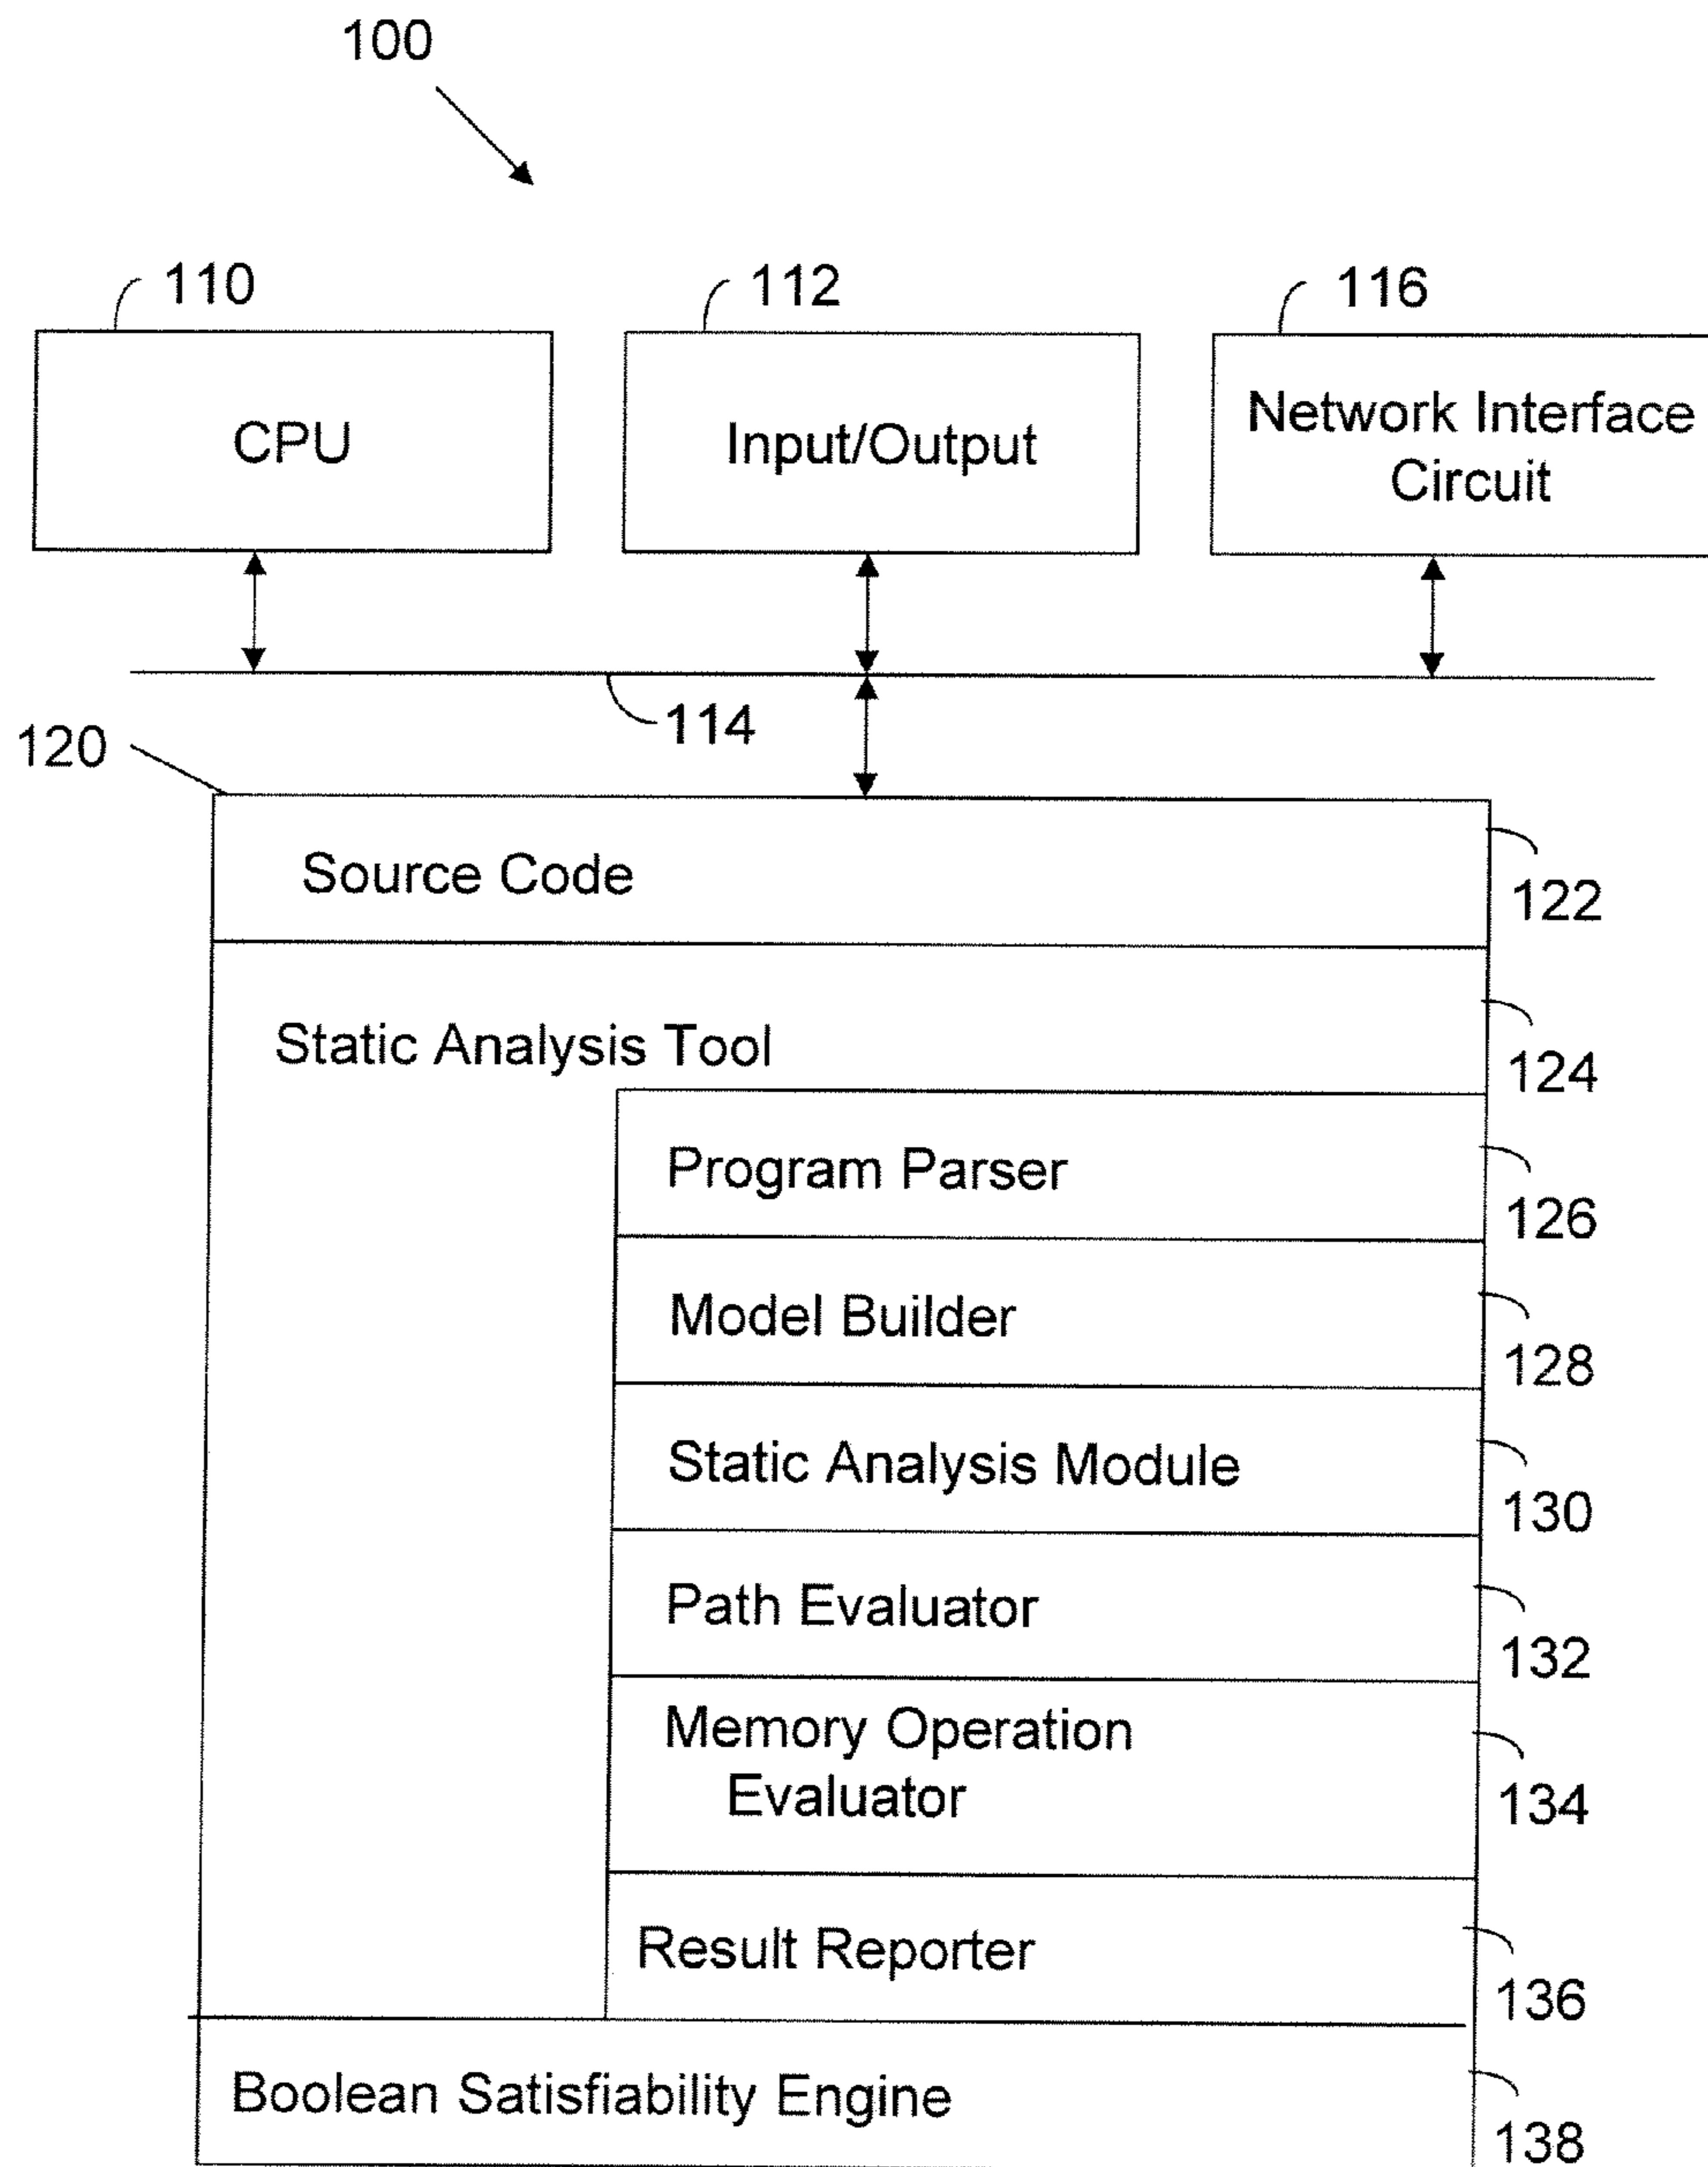 100
110
112
116
CPU
Input/Output
Network Interface
Circuit
114
120
Source Code
122
Static Analysis Tool
124
Program Parser
126
Model Builder
128
Static Analysis Module
130
Path Evaluator
132
Memory Operation
Evaluator
134
Result Reporter
136
Boolean Satisfiability Engine
138